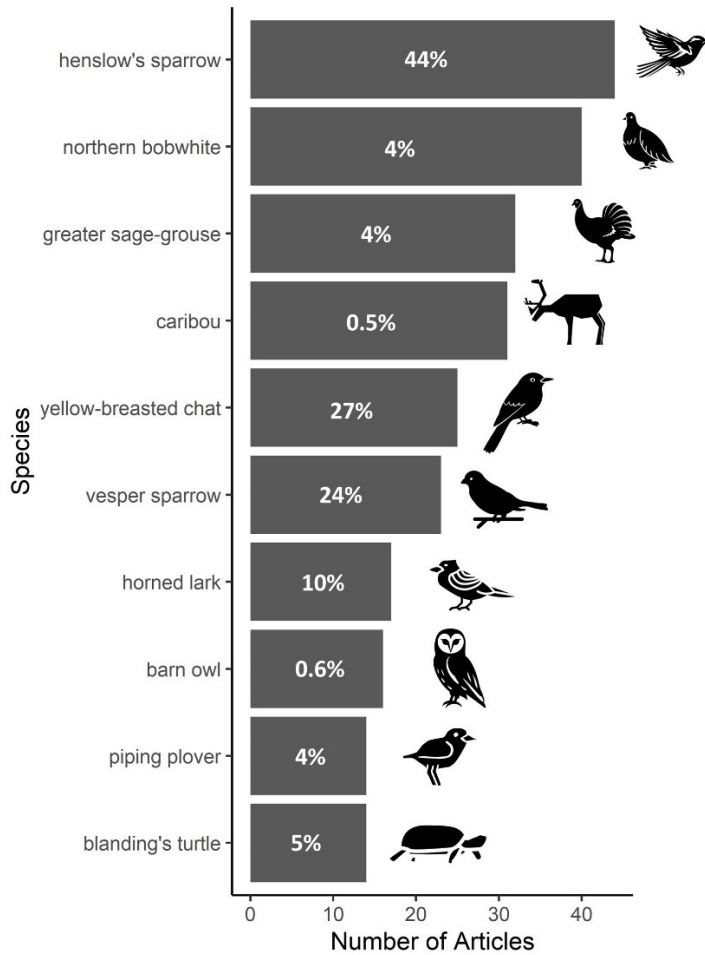 henslow's sparrow
44%
northern bobwhite
4%
greater sage-grouse
4%
caribou
0.5%
yellow-breasted chat
27%
vesper sparrow
24%
horned lark
10%
barn owl
0.6%
piping plover
4%
blanding's turtle
5%
Species
0 10 20 30 40
Number of Articles